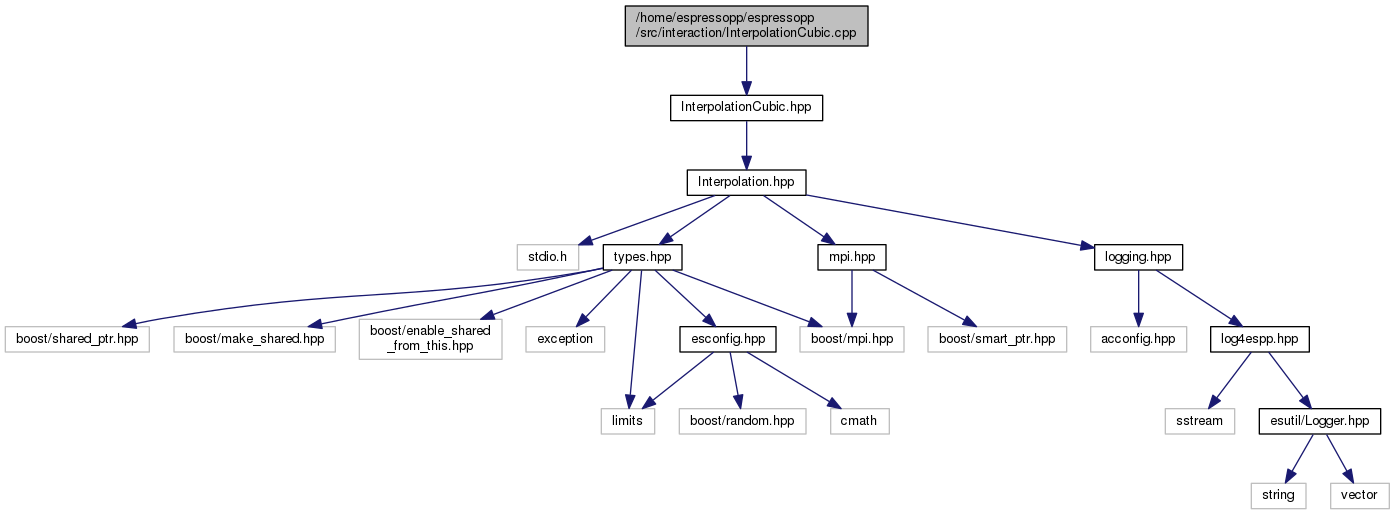 /home/espressopp/espressopp
/src/interaction/InterpolationCubic.cpp
InterpolationCubic.hpp
Interpolation.hpp
stdio.h
types.hpp
mpi.hpp
logging.hpp
boost/shared_ptr.hpp
boost/make_shared.hpp
boost/enable_shared
_from_this.hpp
exception
esconfig.hpp
boost/mpi.hpp
boost/smart_ptr.hpp
acconfig.hpp
log4espp.hpp
limits
boost/random.hpp
cmath
sstream
esutil/Logger.hpp
string
vector